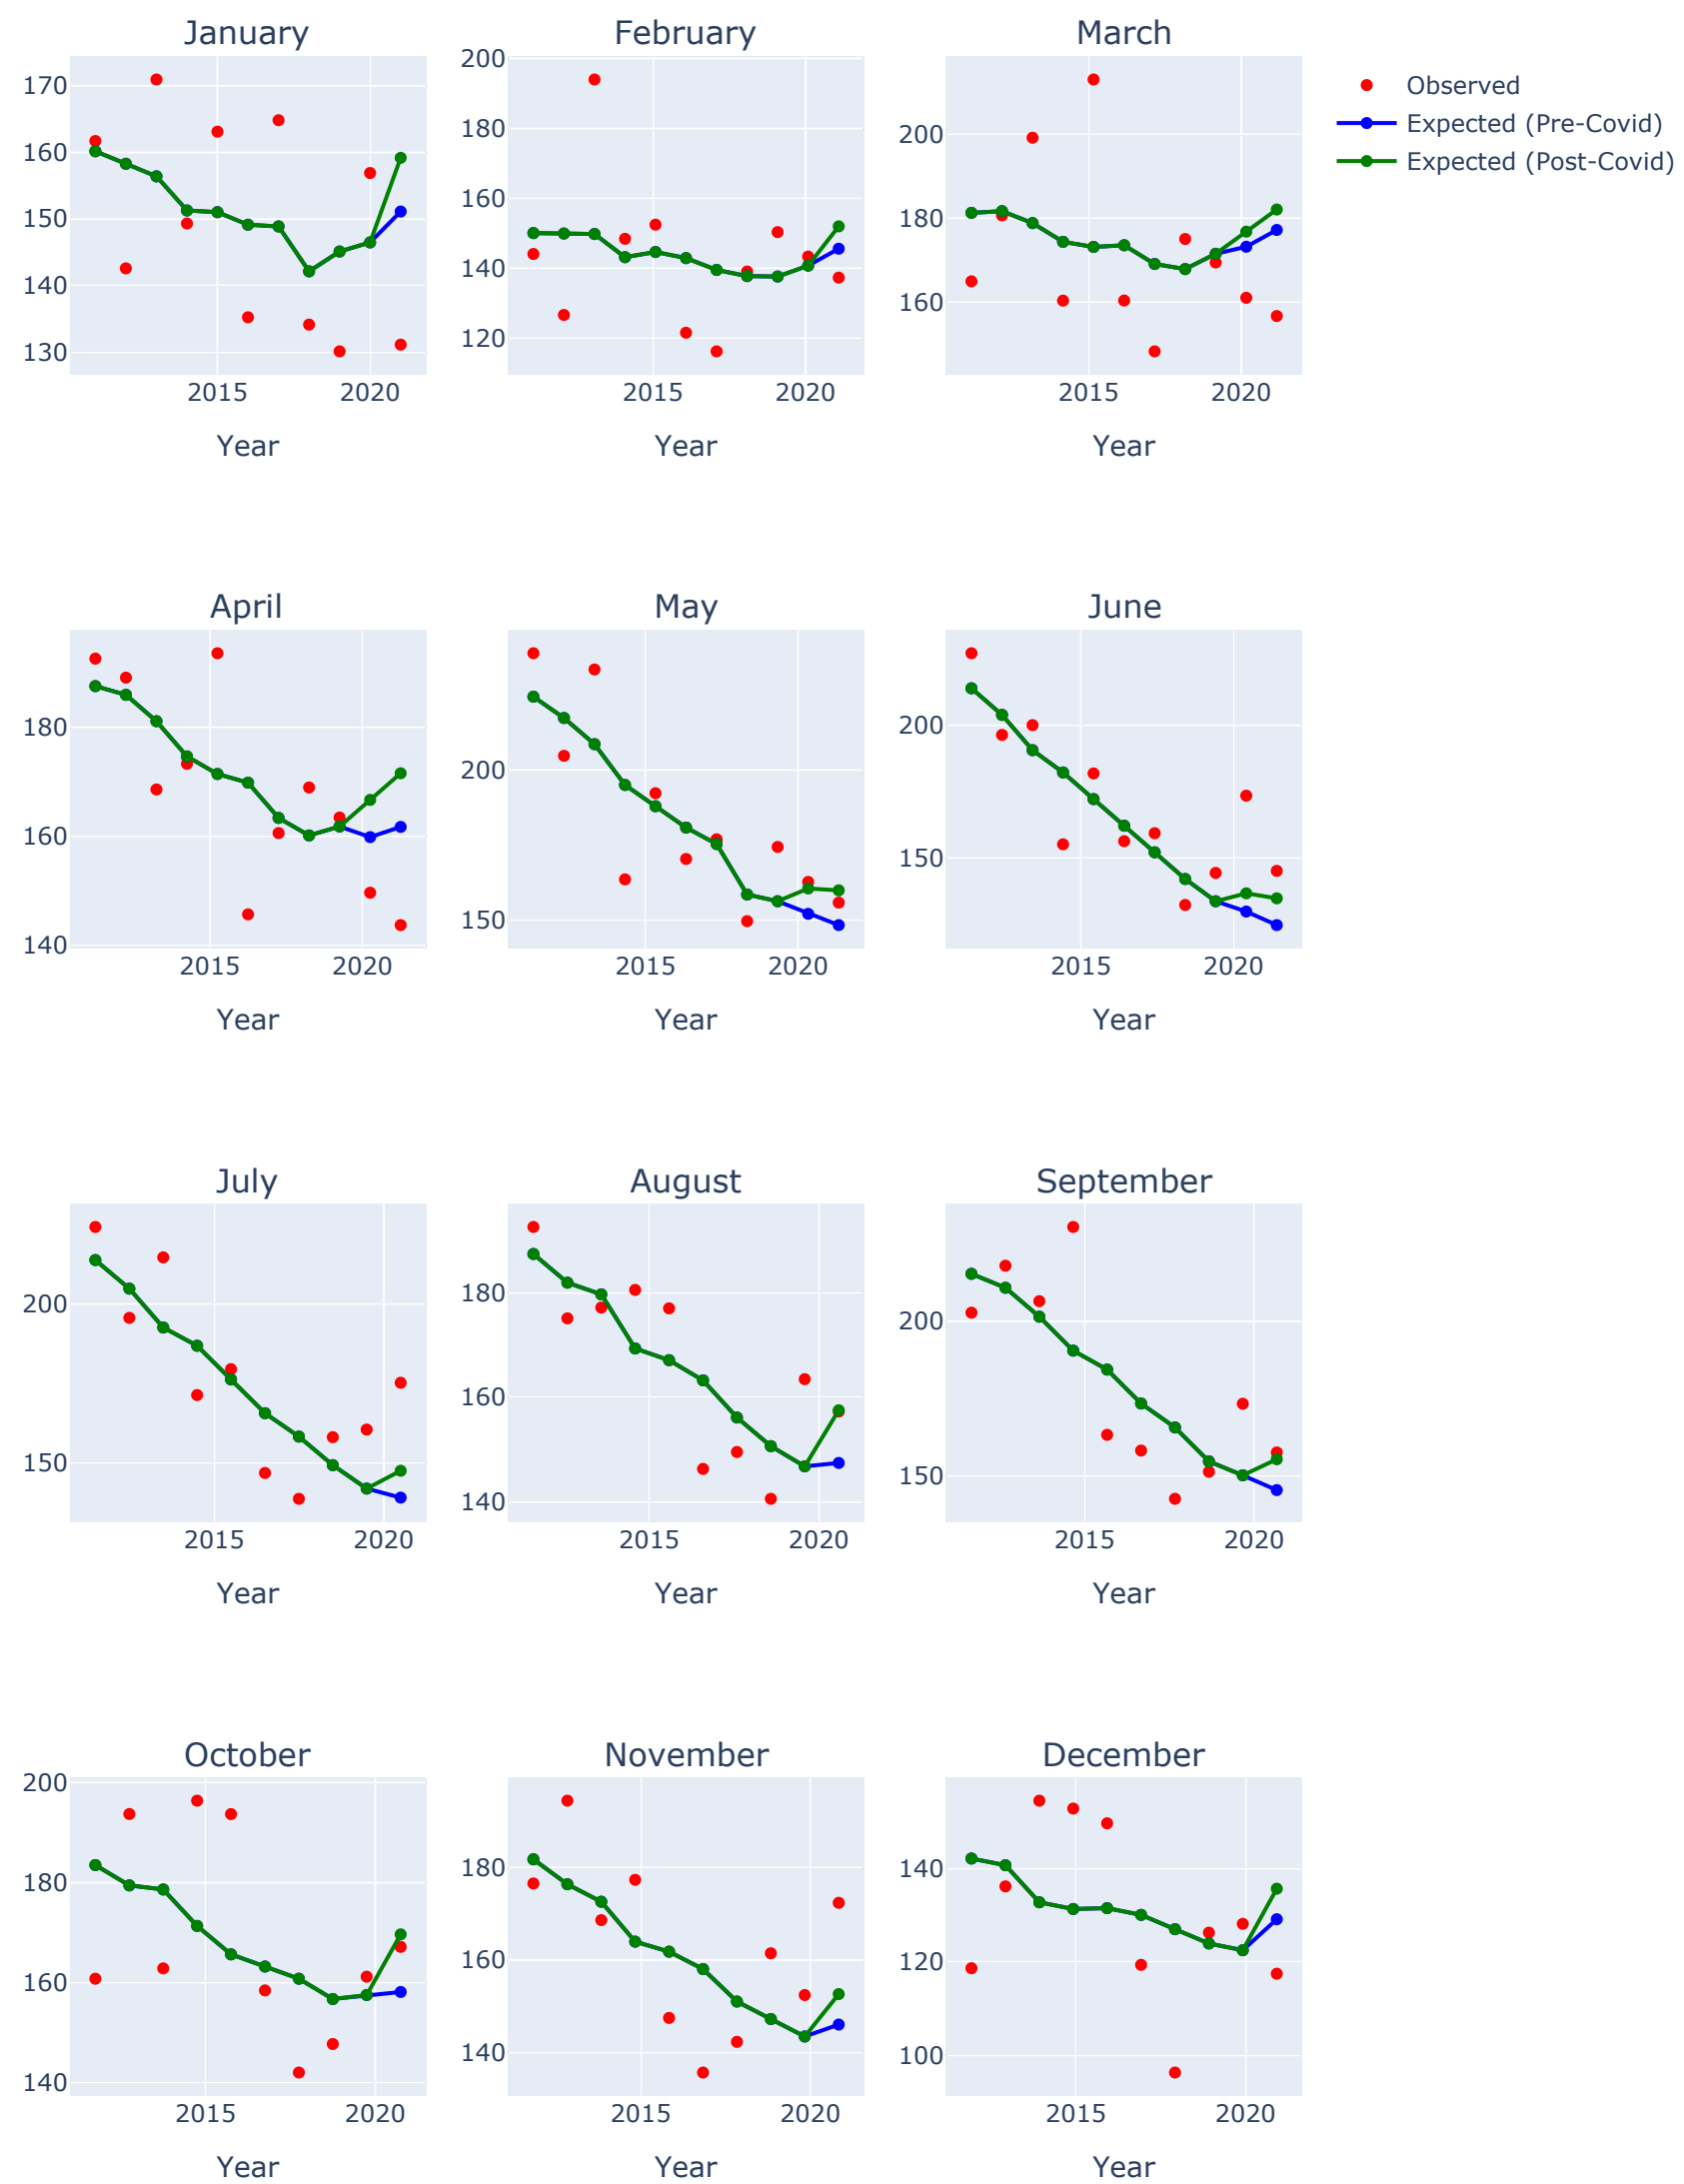 January February March
170
160
150
140
130
2015 2020
Year
200
180
160
140
120
2015 2020
Year
200
180
160
2015 2020
Year
Observed
Expected (Pre-Covid)
Expected (Post-Covid)
April May June
180
160
140
2015 2020
Year
200
150
2015 2020
Year
200
150
2015 2020
Year
July August September
200
150
2015 2020
Year
180
160
140
2015 2020
Year
200
150
2015 2020
Year
October November December
200
180
160
140
2015 2020
Year
180
160
140
2015 2020
Year
140
120
100
2015 2020
Year